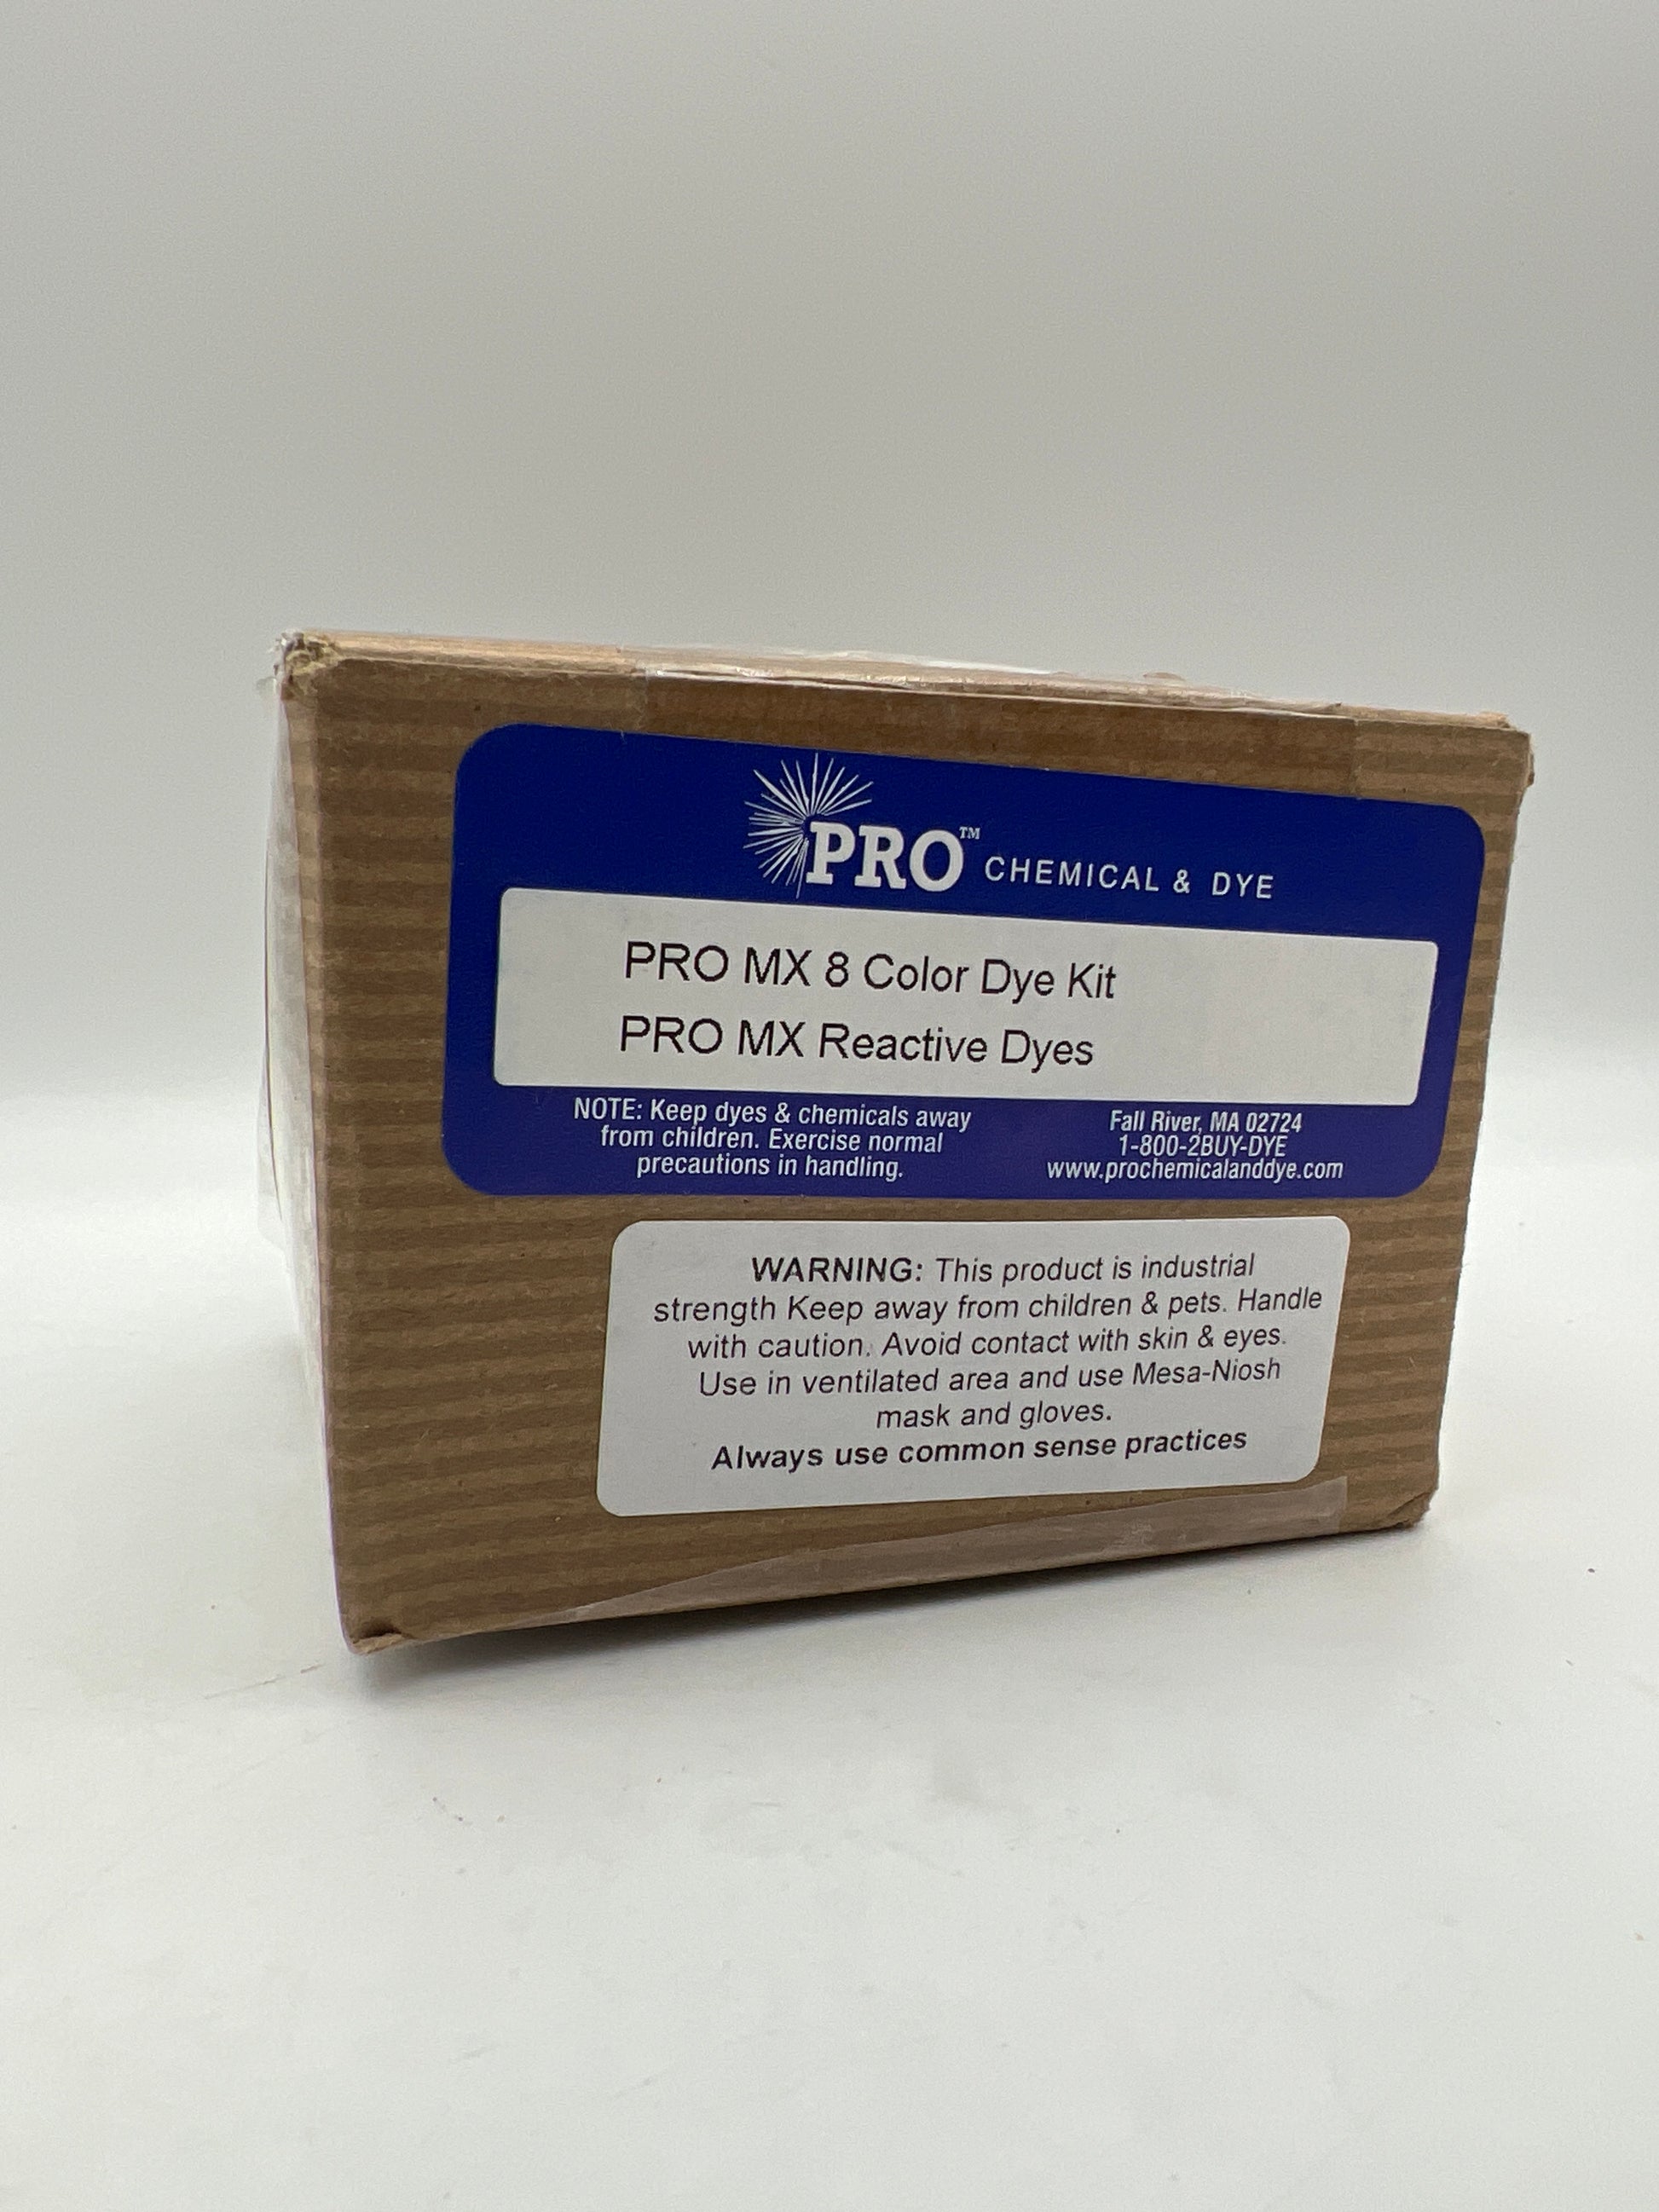 PRO™ CHEMICAL & DYE
PRO MX 8 Color Dye Kit
PRO MX Reactive Dyes
NOTE: Keep dyes & chemicals away
from children. Exercise normal
precautions in handling.
Fall River, MA 02724
1-800-2BUY-DYE
www.prochemicalanddye.com
WARNING: This product is industrial
strength Keep away from children & pets. Handle
with caution. Avoid contact with skin & eyes.
Use in ventilated area and use Mesa-Niosh
mask and gloves.
Always use common sense practices